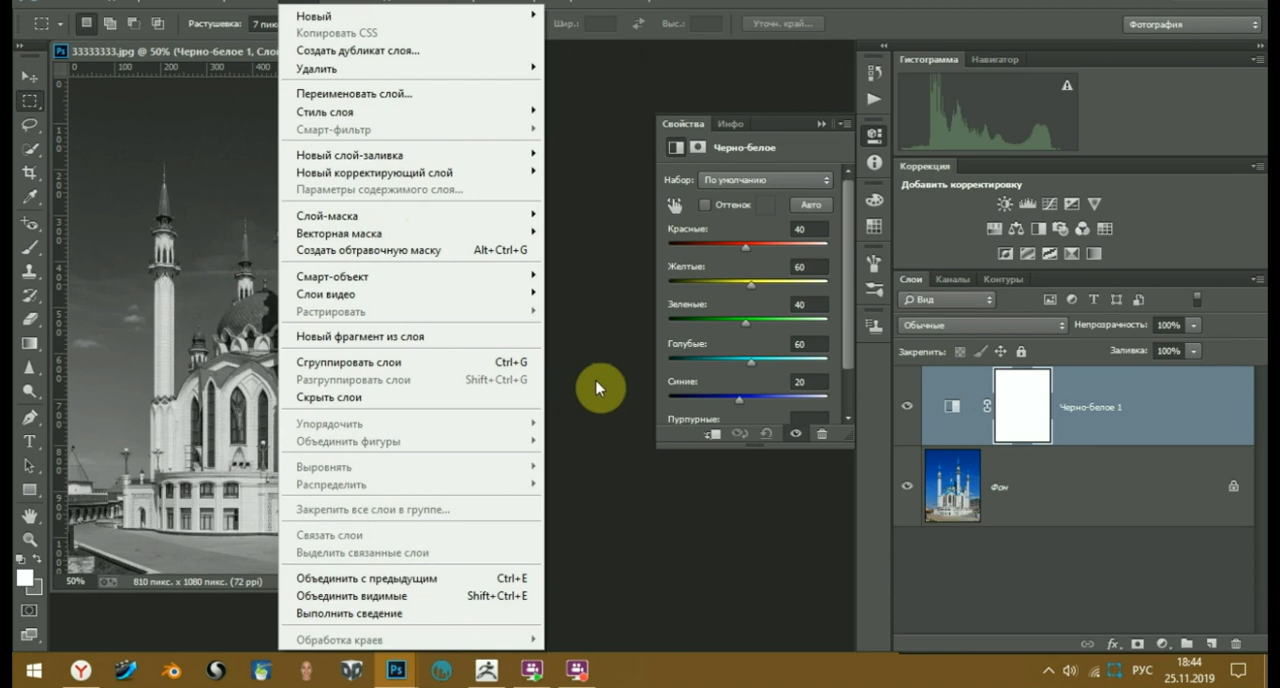 Растушевка: 7 пикс
Шир.:
Выс.:
Уточн. край...
Фотография
33333333.jpg @ 50% (Черно-белое 1, Сло
0 100 200 300 400
50%
810 пикс. x 1080 пикс. (72 ppi)
Новый
Копировать CSS
Создать дубликат слоя...
Удалить
Переименовать слой...
Стиль слоя
Смарт-фильтр
Новый слой-заливка
Новый корректирующий слой
Параметры содержимого слоя...
Слой-маска
Векторная маска
Создать обтравочную маску Alt+Ctrl+G
Смарт-объект
Слои видео
Растрировать
Новый фрагмент из слоя
Сгруппировать слои Ctrl+G
Разгруппировать слои Shift+Ctrl+G
Скрыть слои
Упорядочить
Объединить фигуры
Выровнять
Распределить
Закрепить все слои в группе...
Связать слои
Выделить связанные слои
Объединить с предыдущим Ctrl+E
Объединить видимые Shift+Ctrl+E
Выполнить сведение
Обработка краев
Свойства Инфо
Черно-белое
Набор: По умолчанию
Оттенок Авто
Красные: 40
Желтые: 60
Зеленые: 40
Голубые: 60
Синие: 20
Пурпурные:
Гистограмма Навигатор
Коррекция
Добавить корректировку
Слои Каналы Контуры
Вид
Обычные Непрозрачность: 100%
Закрепить: Заливка: 100%
Черно-белое 1
Фон
РУС
18:44
25.11.2019